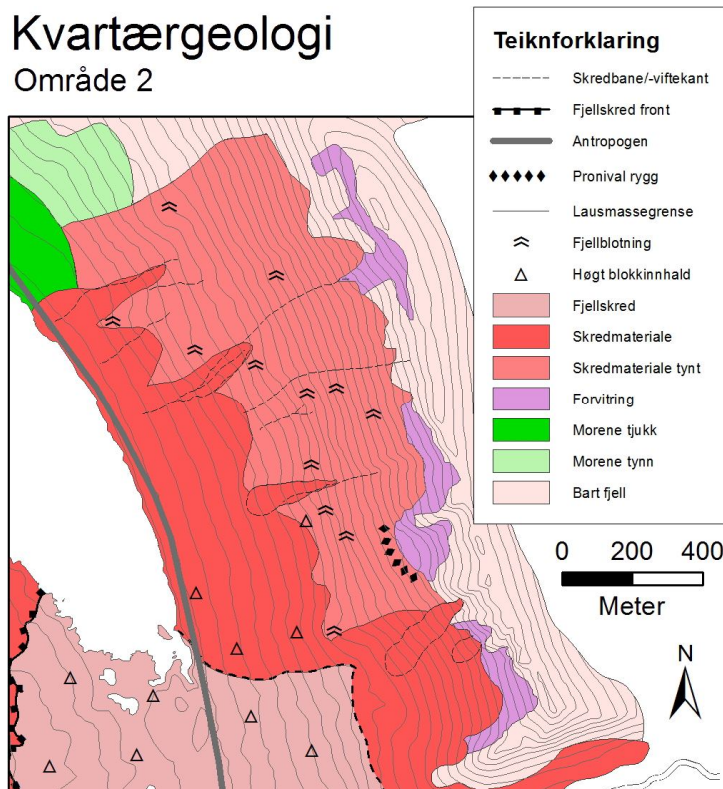 Kvartærgeologi
Område 2
Teiknforklaring
Skredbane/-viftekant
Fjellskred front
Antropogen
Pronival rygg
Lausmassegrense
Fjellblotning
Høgt blokkinnhald
Fjellskred
Skredmateriale
Skredmateriale tynt
Forvitring
Morene tjukk
Morene tynn
Bart fjell
0 200 400
Meter
N